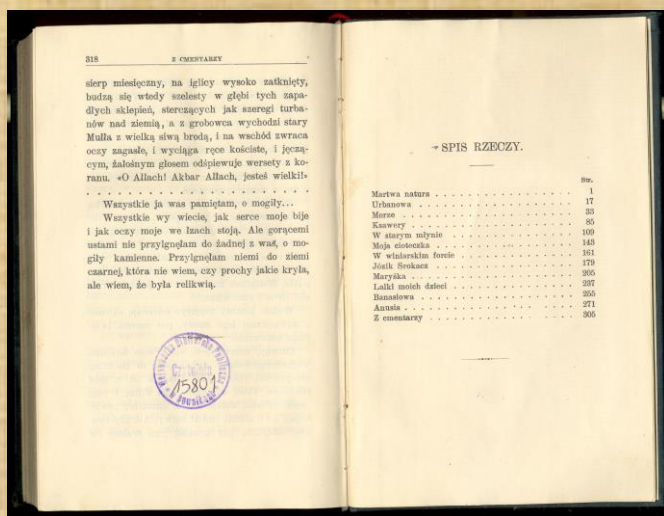 318
Z CMENTARZY
sierp miesięczny, na iglicy wysoko zatknięty,
budzą się wtedy szelesty w głębi tych zapa-
dłych sklepień, sterczących jak szeregi turba-
nów nad ziemią, a z grobowca wychodzi stary
Mułła z wielką siwą brodą, i na wschód zwraca
oczy zagasłe, i wyciąga ręce kościste, i jęczą-
cym, żałosnym głosem odśpiewuje wersety z ko-
ranu. «O Allach! Akbar Allach, jesteś wielki!»
. . . . . . . . . . . . . . . . . . . . . .
Wszystkie ja was pamiętam, o mogiły...
Wszystkie wy wiecie, jak serce moje bije
i jak oczy moje we łzach stoją. Ale gorącemi
ustami nie przylgnęłam do żadnej z was, o mo-
giły kamienne. Przylgnęłam niemi do ziemi
czarnej, która nie wiem, czy prochy jakie kryła,
ale wiem, że była relikwią.
Czytelnia
15801
SPIS RZECZY.
Str.
Martwa natura . . . . . . . . . . . . . . . . 1
Urbanowa . . . . . . . . . . . . . . . . 17
Morze . . . . . . . . . . . . . . . . 33
Ksawery . . . . . . . . . . . . . . . . 85
W starym młynie . . . . . . . . . . . . . . . . 109
Moja cioteczka . . . . . . . . . . . . . . . . 143
W winiarskim forcie . . . . . . . . . . . . . . . . 161
Józik Srokacz . . . . . . . . . . . . . . . . 179
Maryśka . . . . . . . . . . . . . . . . 205
Lalki moich dzieci . . . . . . . . . . . . . . . . 237
Banasiowa . . . . . . . . . . . . . . . . 255
Anusia . . . . . . . . . . . . . . . . 271
Z cmentarzy . . . . . . . . . . . . . . . . 305